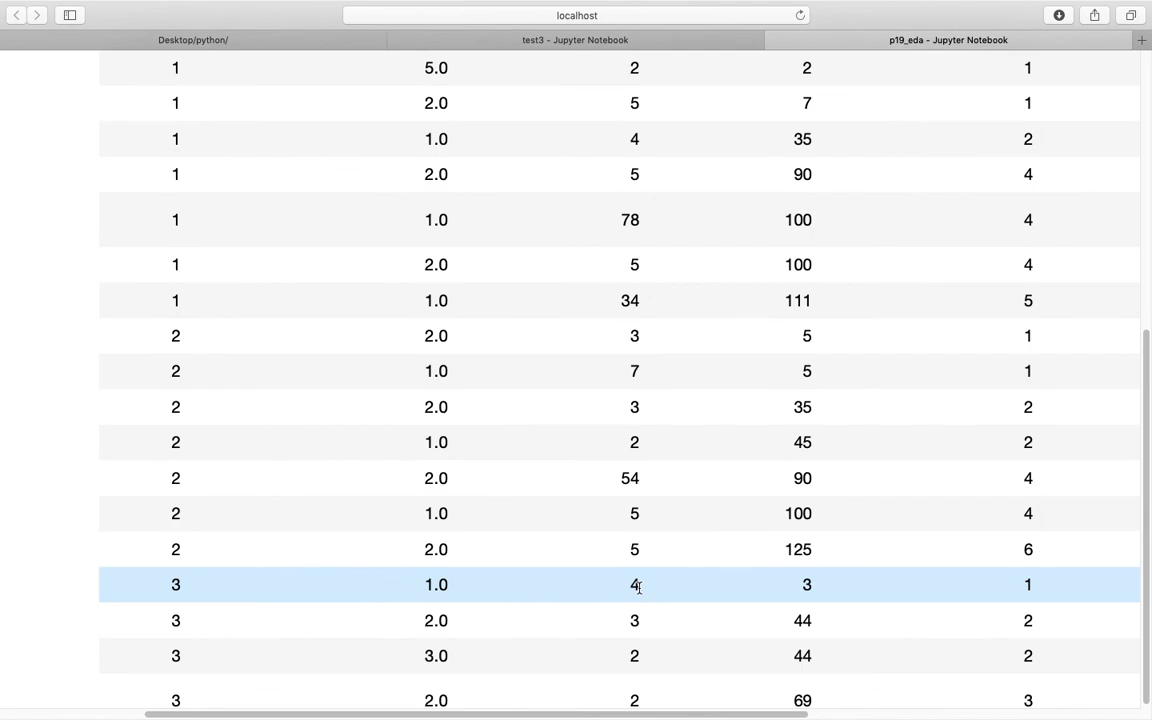 localhost
Desktop/python/ test3 - Jupyter Notebook p19_eda - Jupyter Notebook
1 5.0 2 2 1
1 2.0 5 7 1
1 1.0 4 35 2
1 2.0 5 90 4
1 1.0 78 100 4
1 2.0 5 100 4
1 1.0 34 111 5
2 2.0 3 5 1
2 1.0 7 5 1
2 2.0 3 35 2
2 1.0 2 45 2
2 2.0 54 90 4
2 1.0 5 100 4
2 2.0 5 125 6
3 1.0 4 3 1
3 2.0 3 44 2
3 3.0 2 44 2
3 2.0 2 69 3